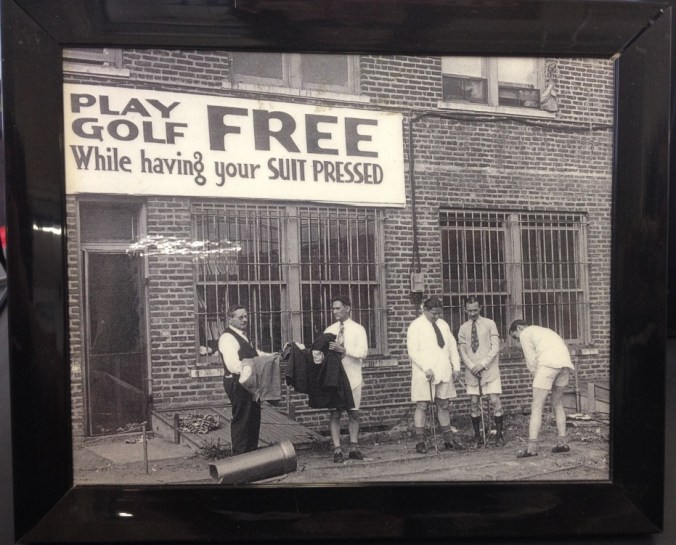 PLAY GOLF FREE
While having your SUIT PRESSED